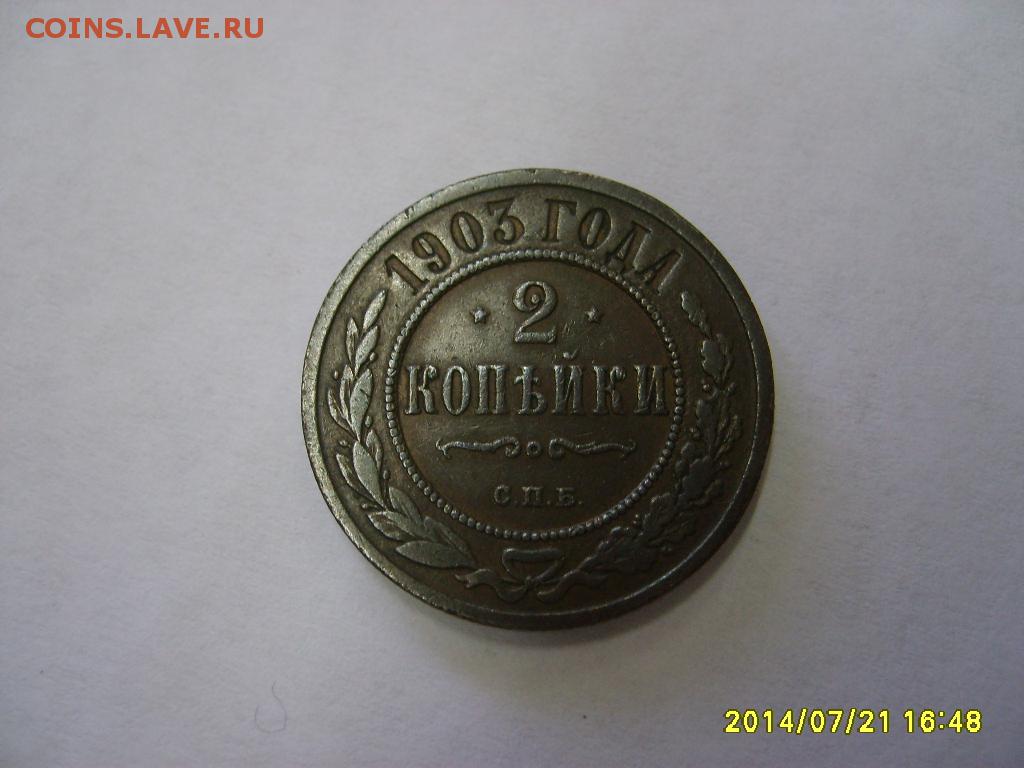 COINS.LAVE.RU
1903 ГОДА
2
КОПѢЙКИ
С.П.Б.
2014/07/21 16:48